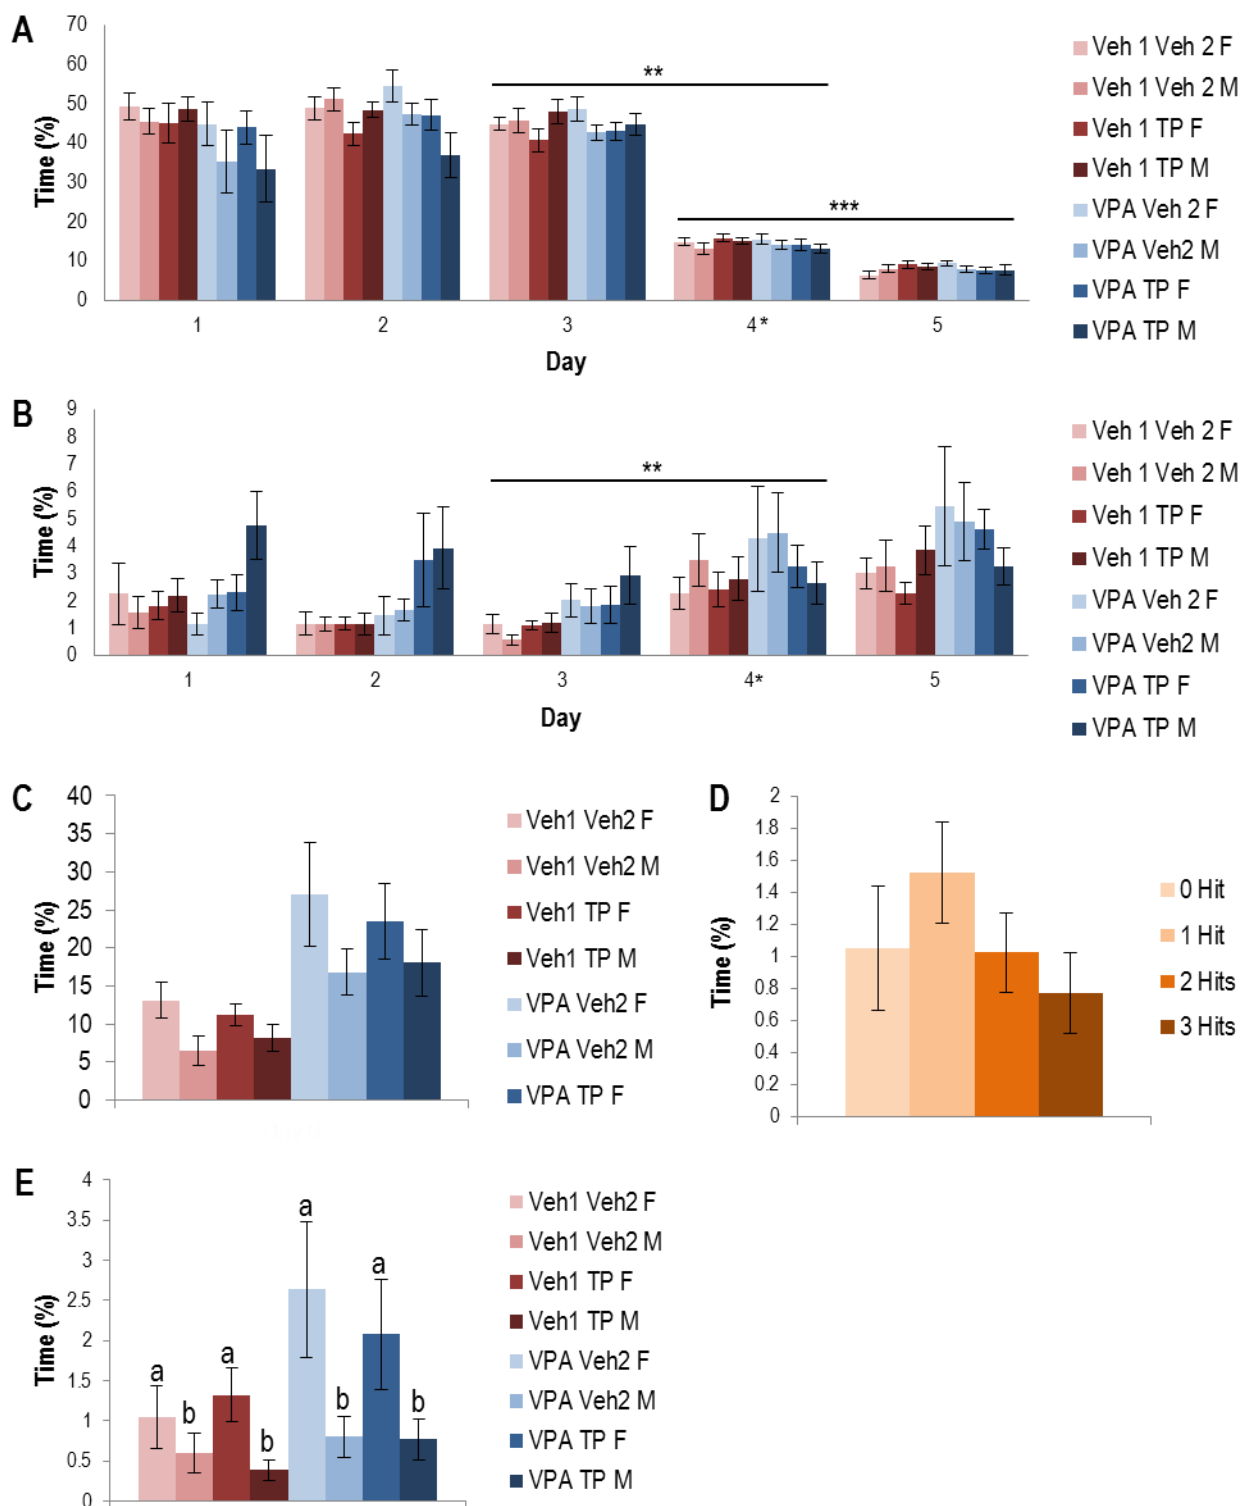 A
Time (%)
70
60
50
40
30
20
10
0
**
***
1
2
3
4*
5
Day
Veh 1 Veh 2 F
Veh 1 Veh 2 M
Veh 1 TP F
Veh 1 TP M
VPA Veh 2 F
VPA Veh2 M
VPA TP F
VPA TP M
B
Time (%)
9
8
7
6
5
4
3
2
1
0
**
1
2
3
4*
5
Day
Veh 1 Veh 2 F
Veh 1 Veh 2 M
Veh 1 TP F
Veh 1 TP M
VPA Veh 2 F
VPA Veh2 M
VPA TP F
VPA TP M
C
Time (%)
40
35
30
25
20
15
10
5
0
Veh1 Veh2 F
Veh1 Veh2 M
Veh1 TP F
Veh1 TP M
VPA Veh2 F
VPA Veh2 M
VPA TP F
D
Time (%)
2
1.8
1.6
1.4
1.2
1
0.8
0.6
0.4
0.2
0
0 Hit
1 Hit
2 Hits
3 Hits
E
Time (%)
4
3.5
3
2.5
2
1.5
1
0.5
0
a
b
a
b
a
b
a
b
Veh1 Veh2 F
Veh1 Veh2 M
Veh1 TP F
Veh1 TP M
VPA Veh2 F
VPA Veh2 M
VPA TP F
VPA TP M